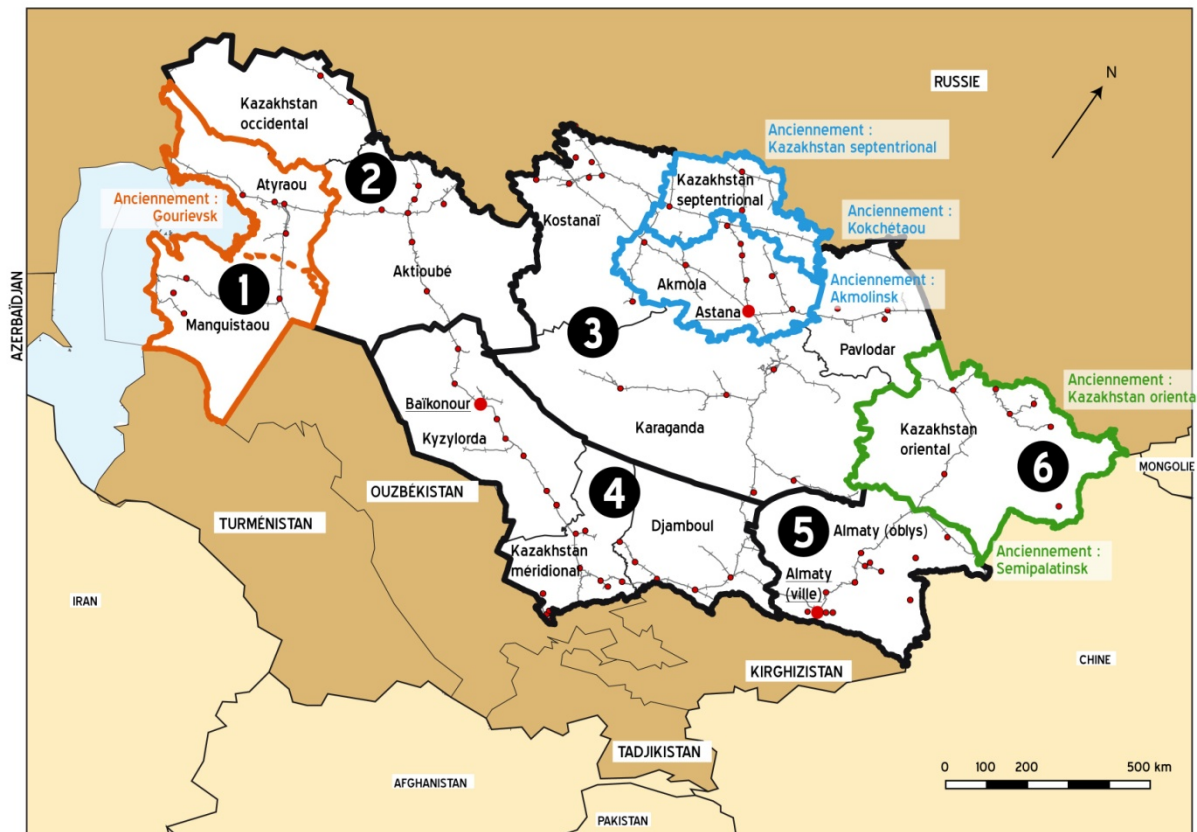 RUSSIE
N
Kazakhstan
occidental
Anciennement :
Kazakhstan septentrional
2
Atyraou
Kazakhstan
septentrional
Anciennement :
Gourievsk
Kostanaï
Anciennement :
Kokchétaou
Aktioubé
Akmola
Anciennement :
Akmolinsk
1
Manguistaou
Astana
3
AZERBAÏDJAN
Pavlodar
Anciennement :
Kazakhstan orienta
Baïkonour
Kyzylorda
Karaganda
Kazakhstan
oriental
6
MONGOLIE
OUZBÉKISTAN
4
TURMÉNISTAN
Djamboul
5
Almaty (oblys)
Kazakhstan
méridional
Anciennement :
Semipalatinsk
Almaty
(ville)
IRAN
CHINE
KIRGHIZISTAN
TADJIKISTAN
AFGHANISTAN
0 100 200 500 km
PAKISTAN